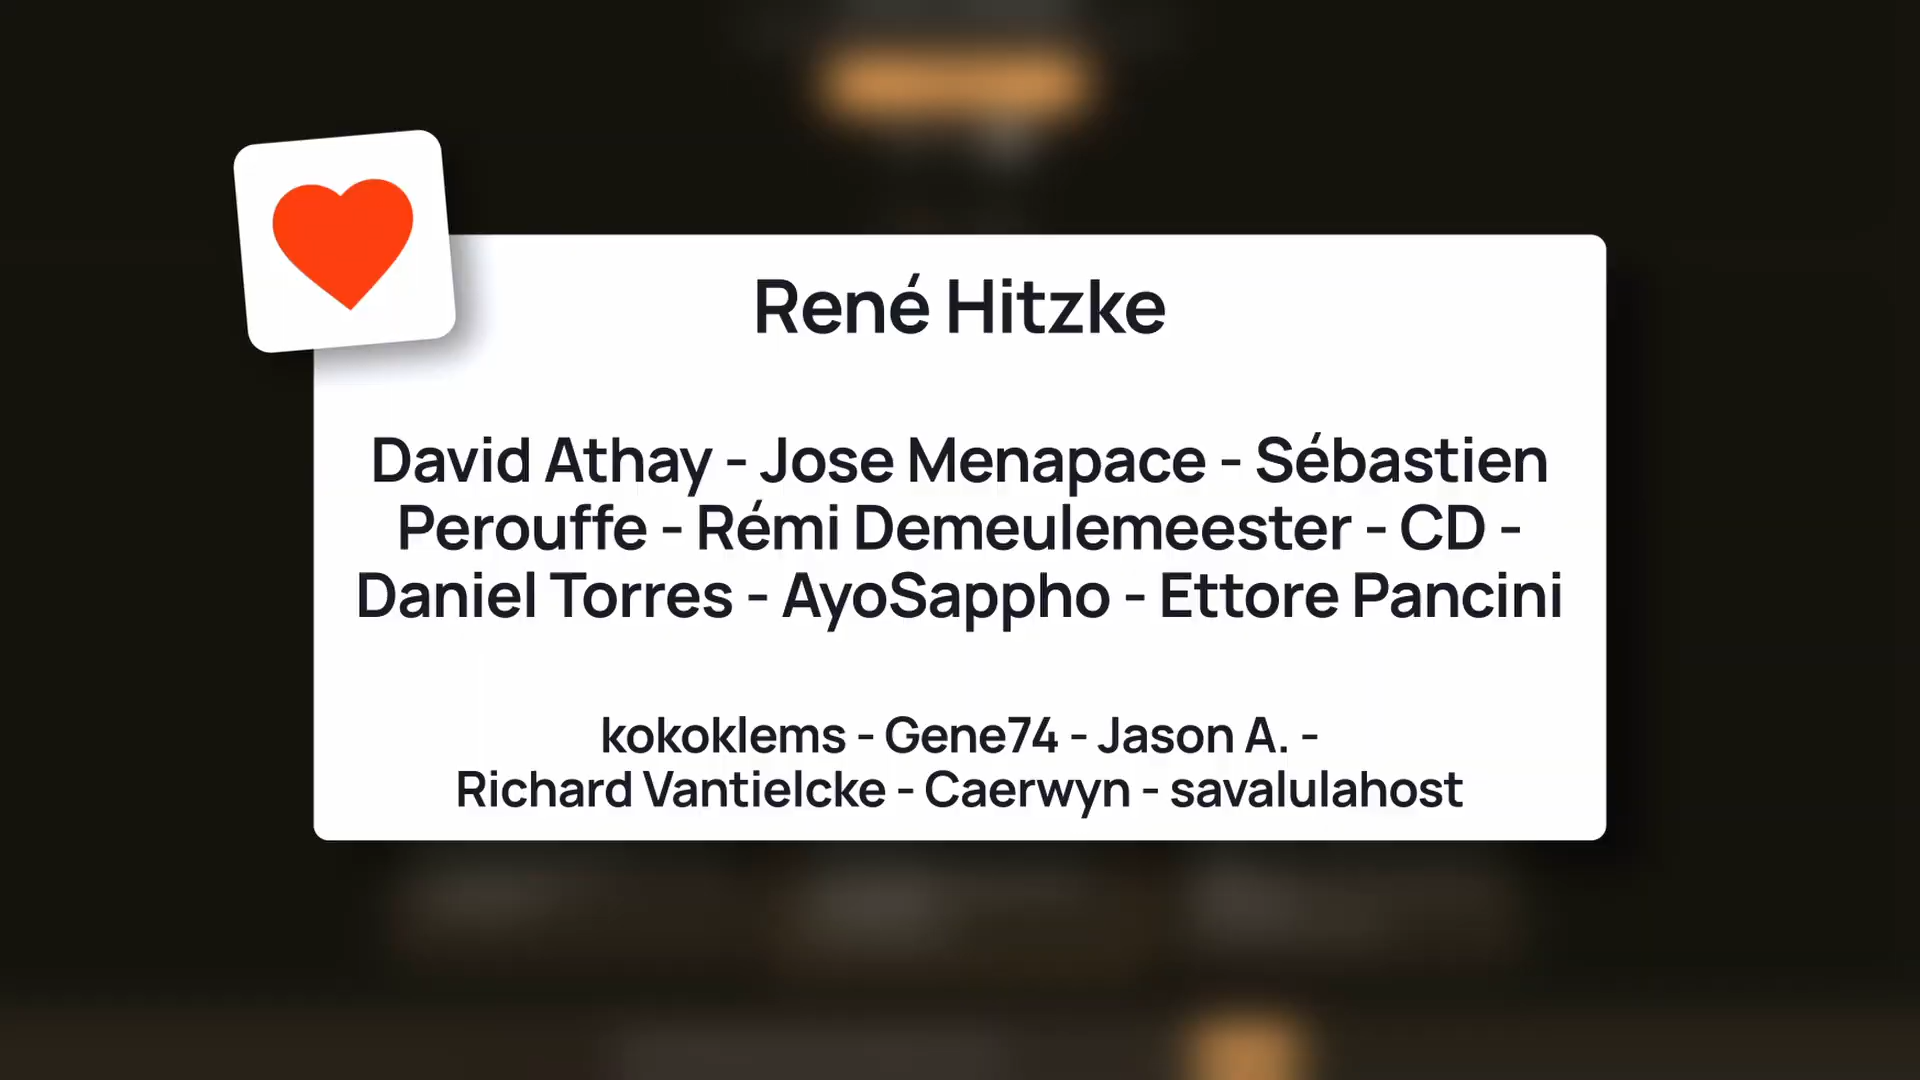 René Hitzke
David Athay - Jose Menapace - Sébastien
Perouffe - Rémi Demeulemeester - CD -
Daniel Torres - AyoSappho - Ettore Pancini
kokoklems - Gene74 - Jason A. -
Richard Vantielcke - Caerwyn - savalulahost